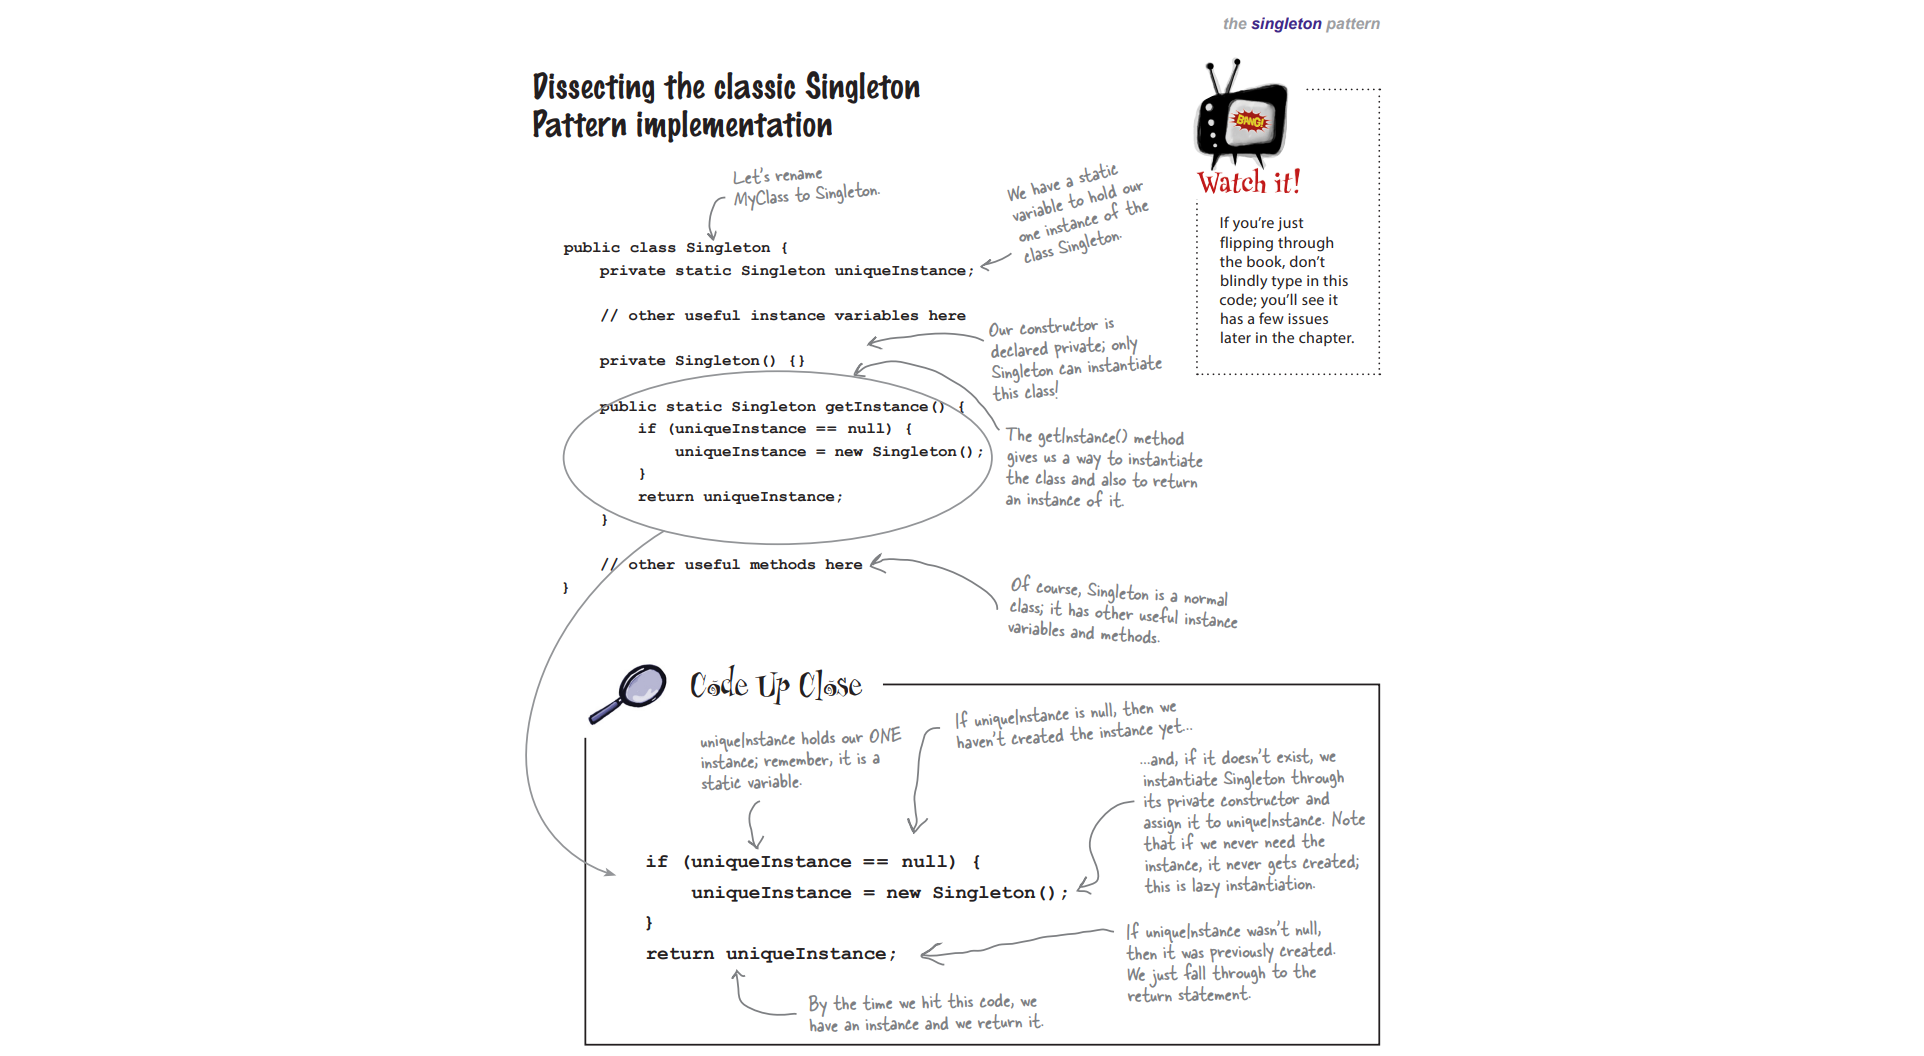 the singleton pattern
Dissecting the classic Singleton
Pattern implementation
BANG!
Watch it!
If you're just
flipping through
the book, don't
blindly type in this
code; you'll see it
has a few issues
later in the chapter.
Let's rename
MyClass to Singleton.
We have a static
variable to hold our
one instance of the
class Singleton.
public class Singleton {
    private static Singleton uniqueInstance;
    // other useful instance variables here
    private Singleton() {}
    public static Singleton getInstance() {
        if (uniqueInstance == null) {
            uniqueInstance = new Singleton();
        }
        return uniqueInstance;
    }
    // other useful methods here
}
Our constructor is
declared private; only
Singleton can instantiate
this class!
The getInstance() method
gives us a way to instantiate
the class and also to return
an instance of it.
Of course, Singleton is a normal
class; it has other useful instance
variables and methods.
Code Up Close
uniqueInstance holds our ONE
instance; remember, it is a
static variable.
If uniqueInstance is null, then we
haven't created the instance yet...
...and, if it doesn't exist, we
instantiate Singleton through
its private constructor and
assign it to uniqueInstance. Note
that if we never need the
instance, it never gets created;
this is lazy instantiation.
if (uniqueInstance == null) {
    uniqueInstance = new Singleton();
}
return uniqueInstance;
If uniqueInstance wasn't null,
then it was previously created.
We just fall through to the
return statement.
By the time we hit this code, we
have an instance and we return it.